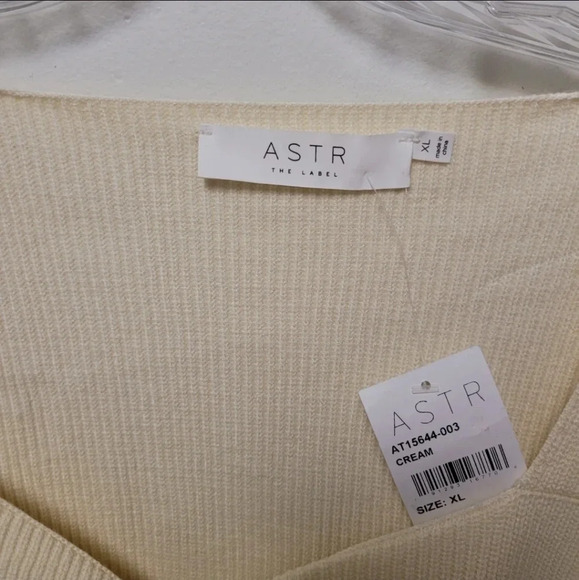 ASTR
THE LABEL
XL
made in
china
ASTR
AT15644-003
CREAM
SIZE: XL